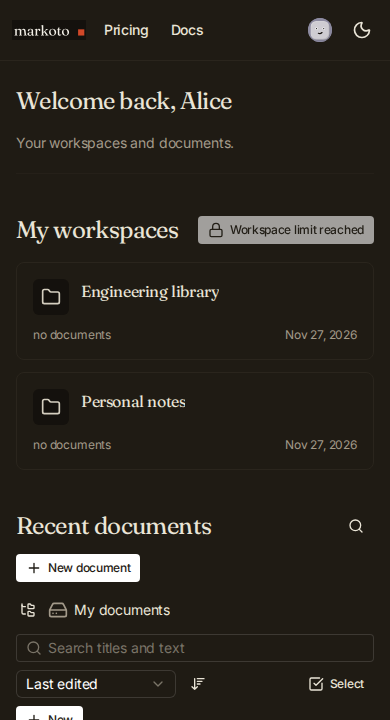 markoto
Pricing
Docs
Welcome back, Alice
Your workspaces and documents.
My workspaces
Workspace limit reached
Engineering library
no documents
Nov 27, 2026
Personal notes
no documents
Nov 27, 2026
Recent documents
New document
My documents
Search titles and text
Last edited
Select
New